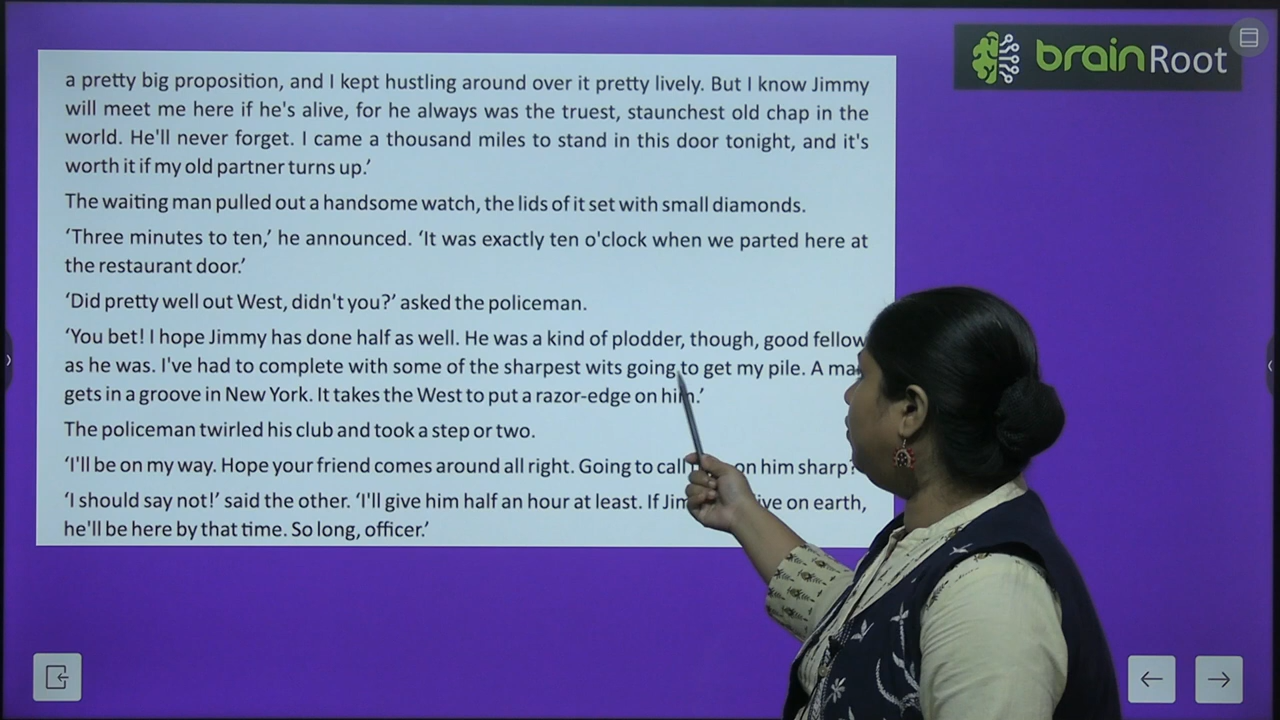 brainRoot
a pretty big proposition, and I kept hustling around over it pretty lively. But I know Jimmy
will meet me here if he's alive, for he always was the truest, staunchest old chap in the
world. He'll never forget. I came a thousand miles to stand in this door tonight, and it's
worth it if my old partner turns up.’
The waiting man pulled out a handsome watch, the lids of it set with small diamonds.
‘Three minutes to ten,’ he announced. ‘It was exactly ten o'clock when we parted here at
the restaurant door.’
‘Did pretty well out West, didn't you?’ asked the policeman.
‘You bet! I hope Jimmy has done half as well. He was a kind of plodder, though, good fellow
as he was. I've had to complete with some of the sharpest wits going to get my pile. A
gets in a groove in New York. It takes the West to put a razor-edge on him.’
The policeman twirled his club and took a step or two.
‘I'll be on my way. Hope your friend comes around all right. Going to call on him sharp?
‘I should say not!’ said the other. ‘I'll give him half an hour at least. If on earth,
he'll be here by that time. So long, officer.’